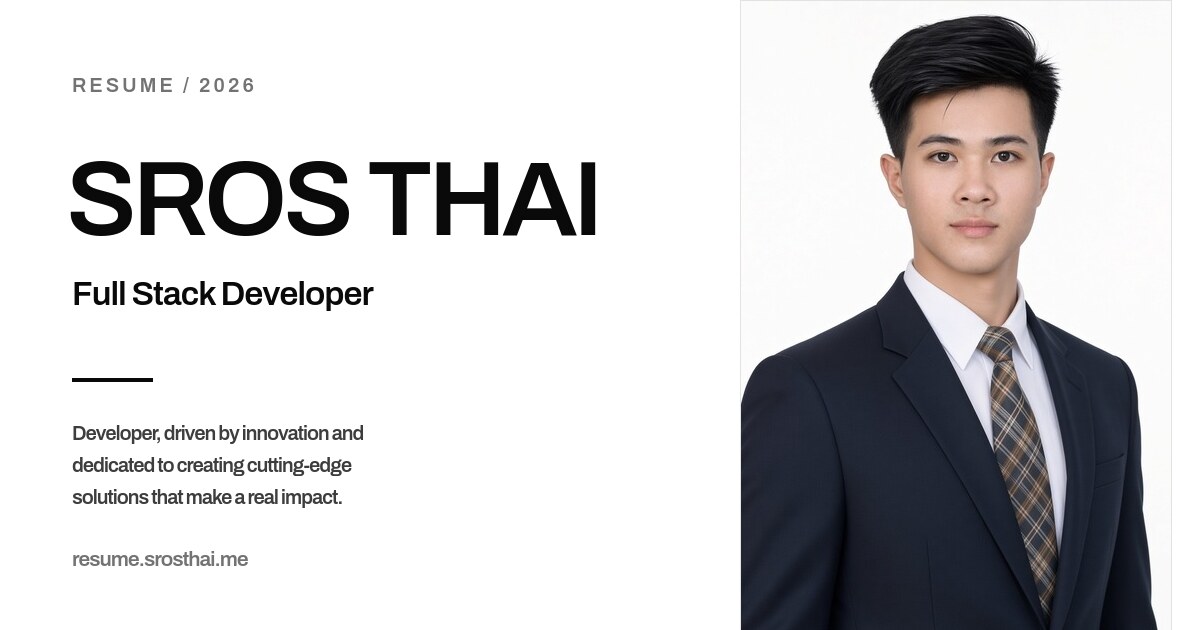 RESUME / 2026
SROS THAI
Full Stack Developer
Developer, driven by innovation and
dedicated to creating cutting-edge
solutions that make a real impact.
resume.srosthai.me